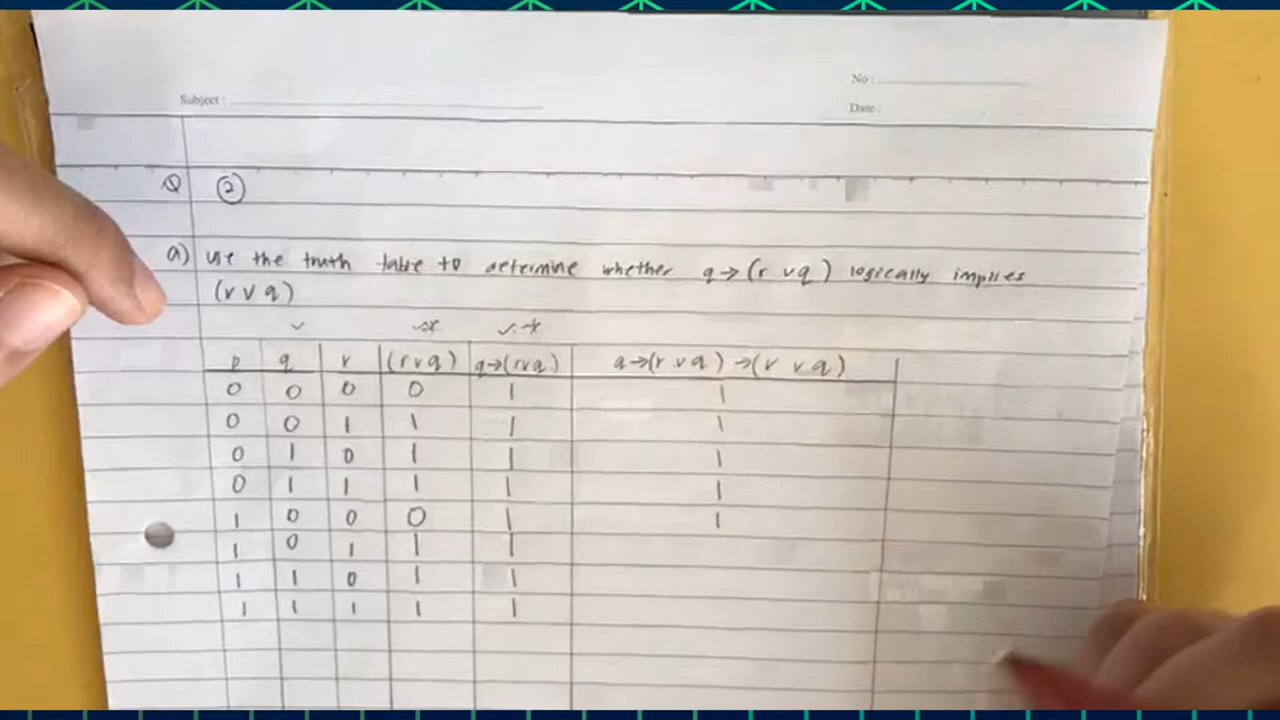 No :
Subject :
Date :
Q ②
a) use the truth table to determine whether q→(r ∨ q) logically implies
(r ∨ q)
p q r (r ∨ q) q→(r∨q) q→(r ∨ q) →(r ∨ q)
0 0 0 0 1 1
0 0 1 1 1 1
0 1 0 1 1 1
0 1 1 1 1 1
1 0 0 0 1 1
1 0 1 1 1
1 1 0 1 1
1 1 1 1 1